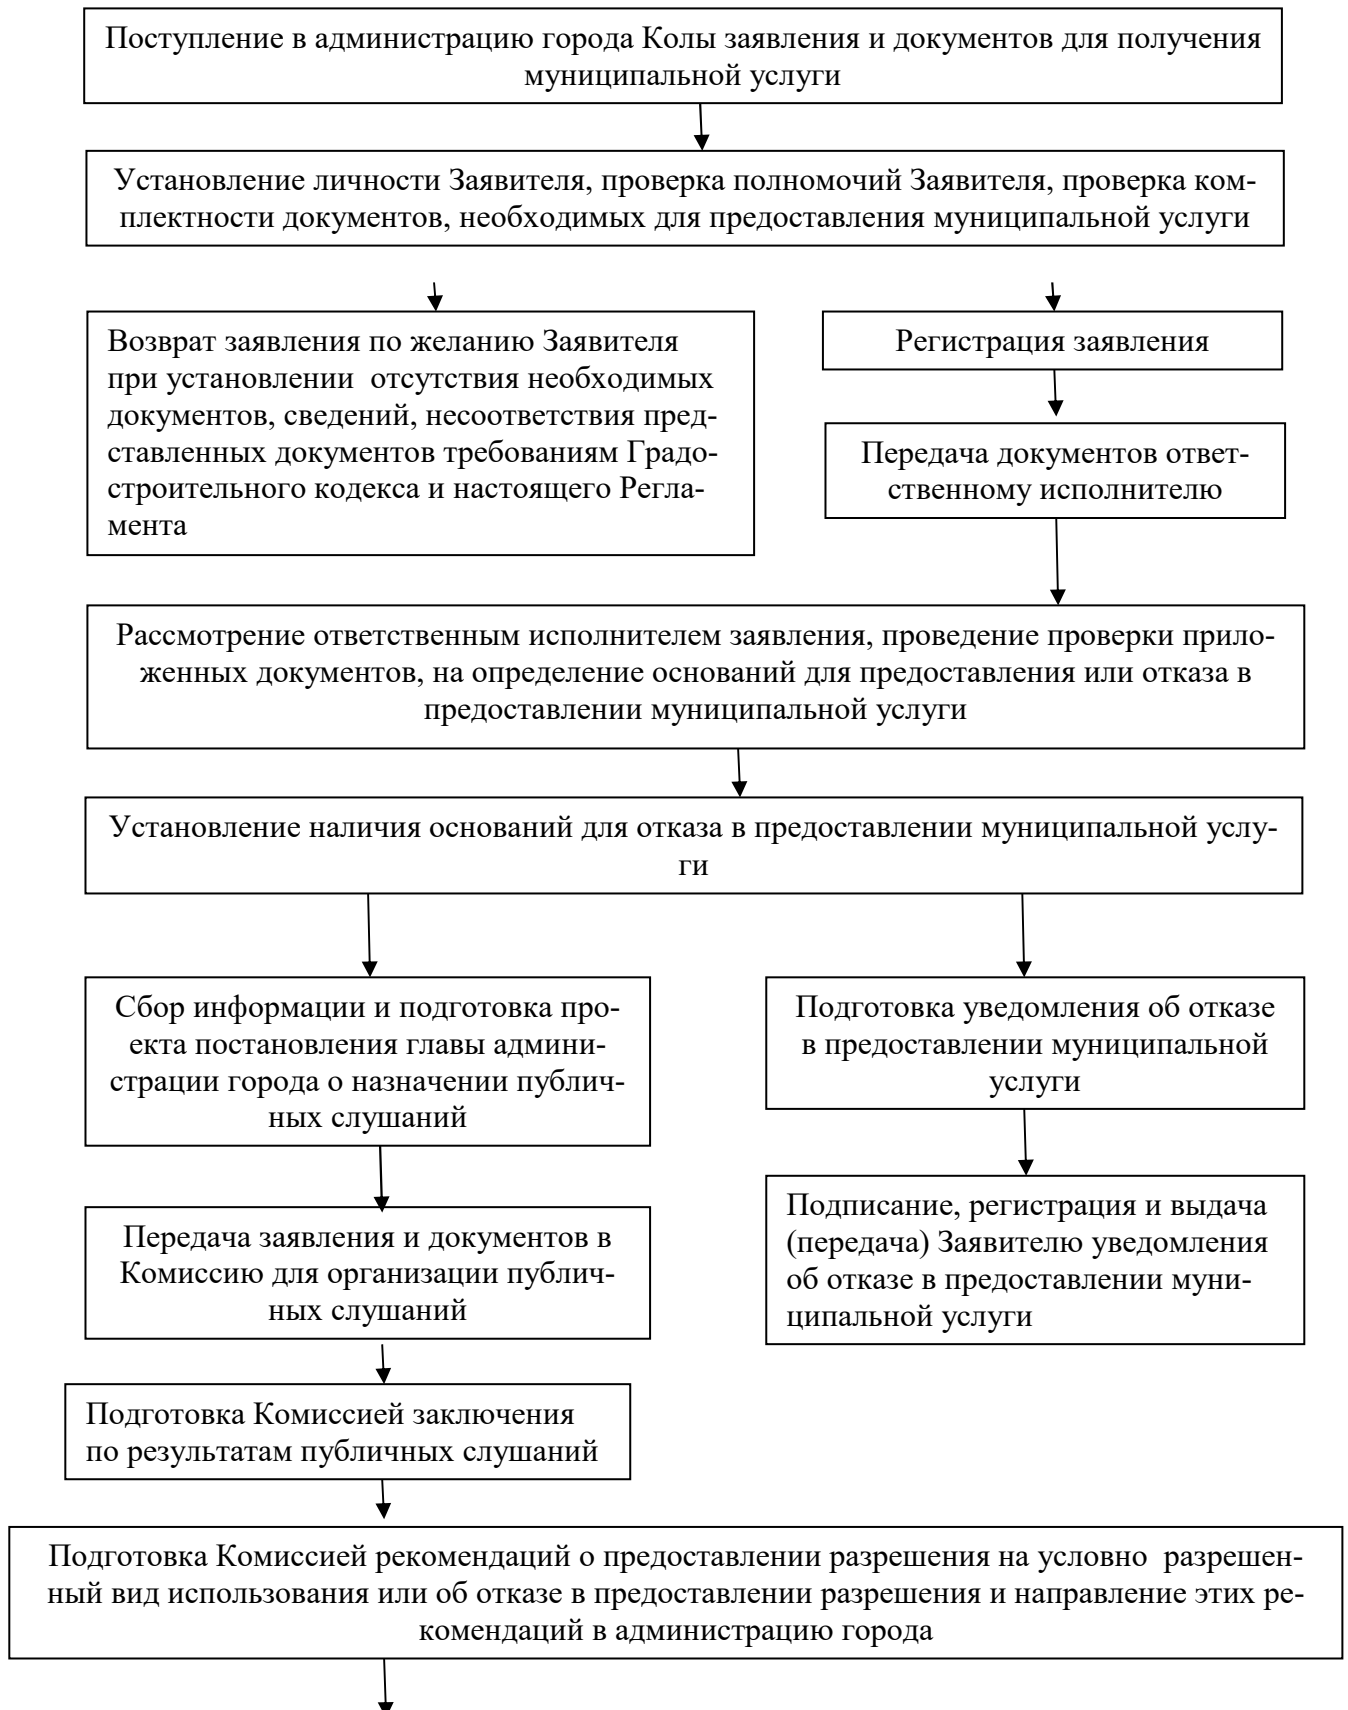 Поступление в администрацию города Колы заявления и документов для получения
муниципальной услуги
Установление личности Заявителя, проверка полномочий Заявителя, проверка ком-
плектности документов, необходимых для предоставления муниципальной услуги
Возврат заявления по желанию Заявителя
при установлении  отсутствия необходимых
документов, сведений, несоответствия пред-
ставленных документов требованиям Градо-
строительного кодекса и настоящего Регла-
мента
Регистрация заявления
Передача документов ответ-
ственному исполнителю
Рассмотрение ответственным исполнителем заявления, проведение проверки прило-
женных документов, на определение оснований для предоставления или отказа в
предоставлении муниципальной услуги
Установление наличия оснований для отказа в предоставлении муниципальной услу-
ги
Сбор информации и подготовка про-
екта постановления главы админи-
страции города о назначении публич-
ных слушаний
Подготовка уведомления об отказе
в предоставлении муниципальной
услуги
Передача заявления и документов в
Комиссию для организации публич-
ных слушаний
Подписание, регистрация и выдача
(передача) Заявителю уведомления
об отказе в предоставлении муни-
ципальной услуги
Подготовка Комиссией заключения
по результатам публичных слушаний
Подготовка Комиссией рекомендаций о предоставлении разрешения на условно  разрешен-
ный вид использования или об отказе в предоставлении разрешения и направление этих ре-
комендаций в администрацию города